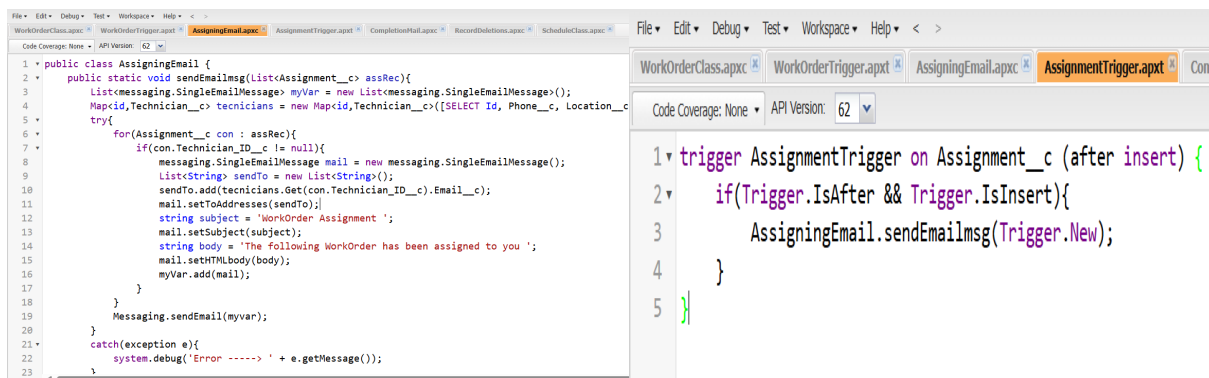 File Edit Debug Test Workspace Help < >
WorkOrderClass.apxc WorkOrderTrigger.apxt AssigningEmail.apxc AssignmentTrigger.apxt CompletionMail.apxc RecordDeletions.apxc ScheduleClass.apxc
Code Coverage: None API Version: 62
1 public class AssigningEmail {
2 public static void sendEmailmsg(List<Assignment__c> assRec){
3 List<messaging.SingleEmailMessage> myVar = new List<messaging.SingleEmailMessage>();
4 Map<id,Technician__c> tecnicians = new Map<id,Technician__c>([SELECT Id, Phone__c, Location__c
5 try{
6 for(Assignment__c con : assRec){
7 if(con.Technician_ID__c != null){
8 messaging.SingleEmailMessage mail = new messaging.SingleEmailMessage();
9 List<String> sendTo = new List<String>();
10 sendTo.add(tecnicians.Get(con.Technician_ID__c).Email__c);
11 mail.setToAddresses(sendTo);
12 string subject = 'WorkOrder Assignment ';
13 mail.setSubject(subject);
14 string body = 'The following WorkOrder has been assigned to you ';
15 mail.setHTMLbody(body);
16 myVar.add(mail);
17 }
18 }
19 Messaging.sendEmail(myvar);
20 }
21 catch(exception e){
22 system.debug('Error -----> ' + e.getMessage());
23 }
File Edit Debug Test Workspace Help < >
WorkOrderClass.apxc WorkOrderTrigger.apxt AssigningEmail.apxc AssignmentTrigger.apxt Con
Code Coverage: None API Version: 62
1 trigger AssignmentTrigger on Assignment__c (after insert) {
2 if(Trigger.IsAfter && Trigger.IsInsert){
3 AssigningEmail.sendEmailmsg(Trigger.New);
4 }
5 }